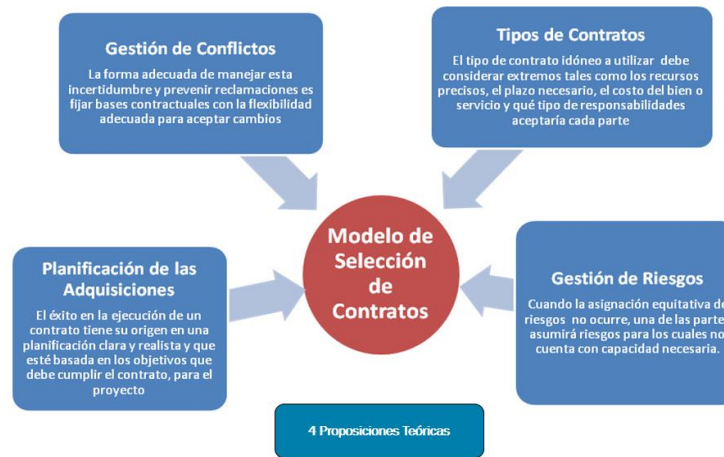 Gestión de Conflictos
La forma adecuada de manejar esta
incertidumbre y prevenir reclamaciones es
fijar bases contractuales con la flexibilidad
adecuada para aceptar cambios
Tipos de Contratos
El tipo de contrato idóneo a utilizar debe
considerar extremos tales como los recursos
precisos, el plazo necesario, el costo del bien o
servicio y qué tipo de responsabilidades
aceptaría cada parte
Modelo de
Selección
de
Contratos
Planificación de las
Adquisiciones
El éxito en la ejecución de un
contrato tiene su origen en una
planificación clara y realista y que
esté basada en los objetivos que
debe cumplir el contrato, para el
proyecto
Gestión de Riesgos
Cuando la asignación equitativa de
riesgos no ocurre, una de las parte
asumirá riesgos para los cuales no
cuenta con capacidad necesaria.
4 Proposiciones Teóricas